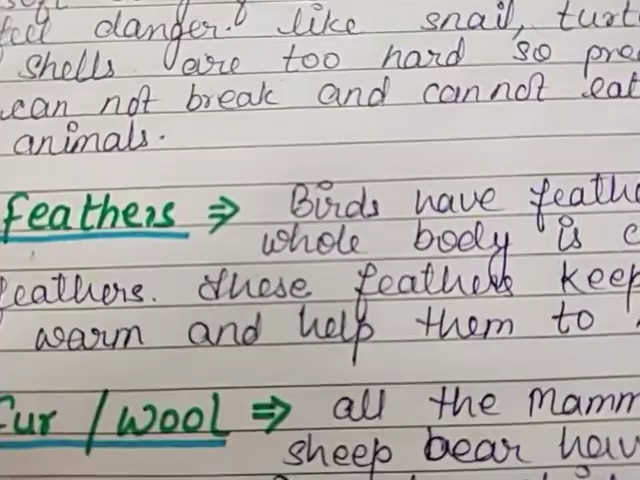 feel danger. like snail, turt
shells are too hard so pre
can not break and cannot eat
animals.
Feathers ⇒ Birds have feathe
whole body is c
feathers. these feathers keep
warm and help them to
Fur / Wool ⇒ all the mamm
sheep bear hav